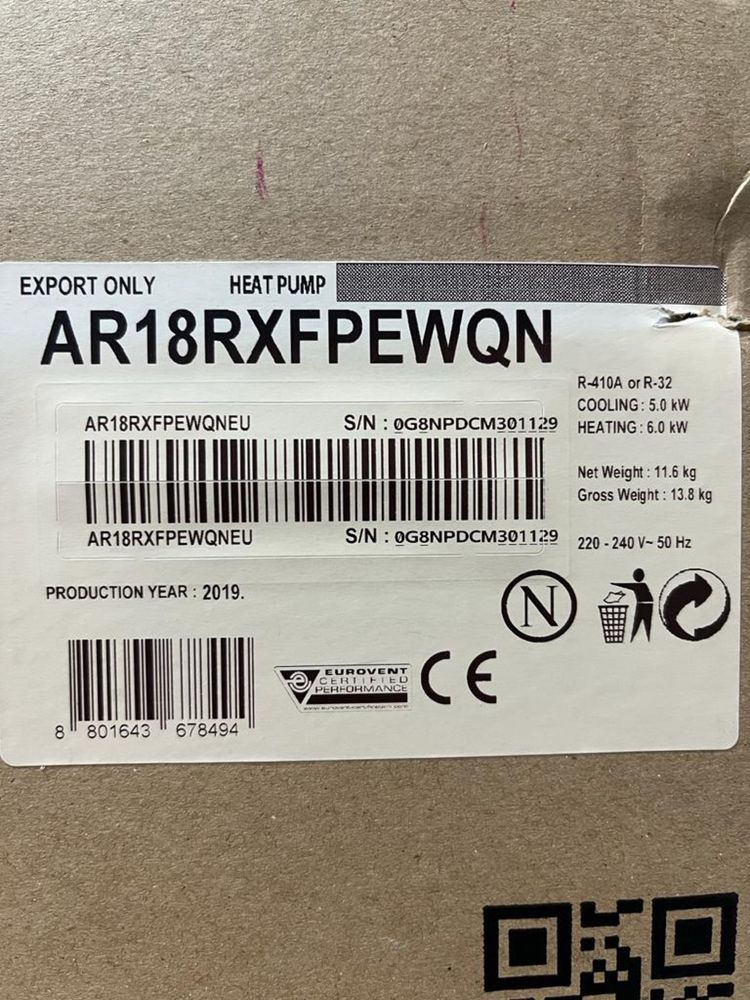 EXPORT ONLY HEAT PUMP
AR18RXFPEWQN
R-410A or R-32
COOLING : 5.0 kW
HEATING : 6.0 kW
AR18RXFPEWQNEU S/N : 0G8NPDCM301129
Net Weight : 11.6 kg
Gross Weight : 13.8 kg
AR18RXFPEWQNEU S/N : 0G8NPDCM301129
220 - 240 V~ 50 Hz
PRODUCTION YEAR : 2019.
N
EUROVENT
CERTIFIED
PERFORMANCE
CE
8 801643 678494